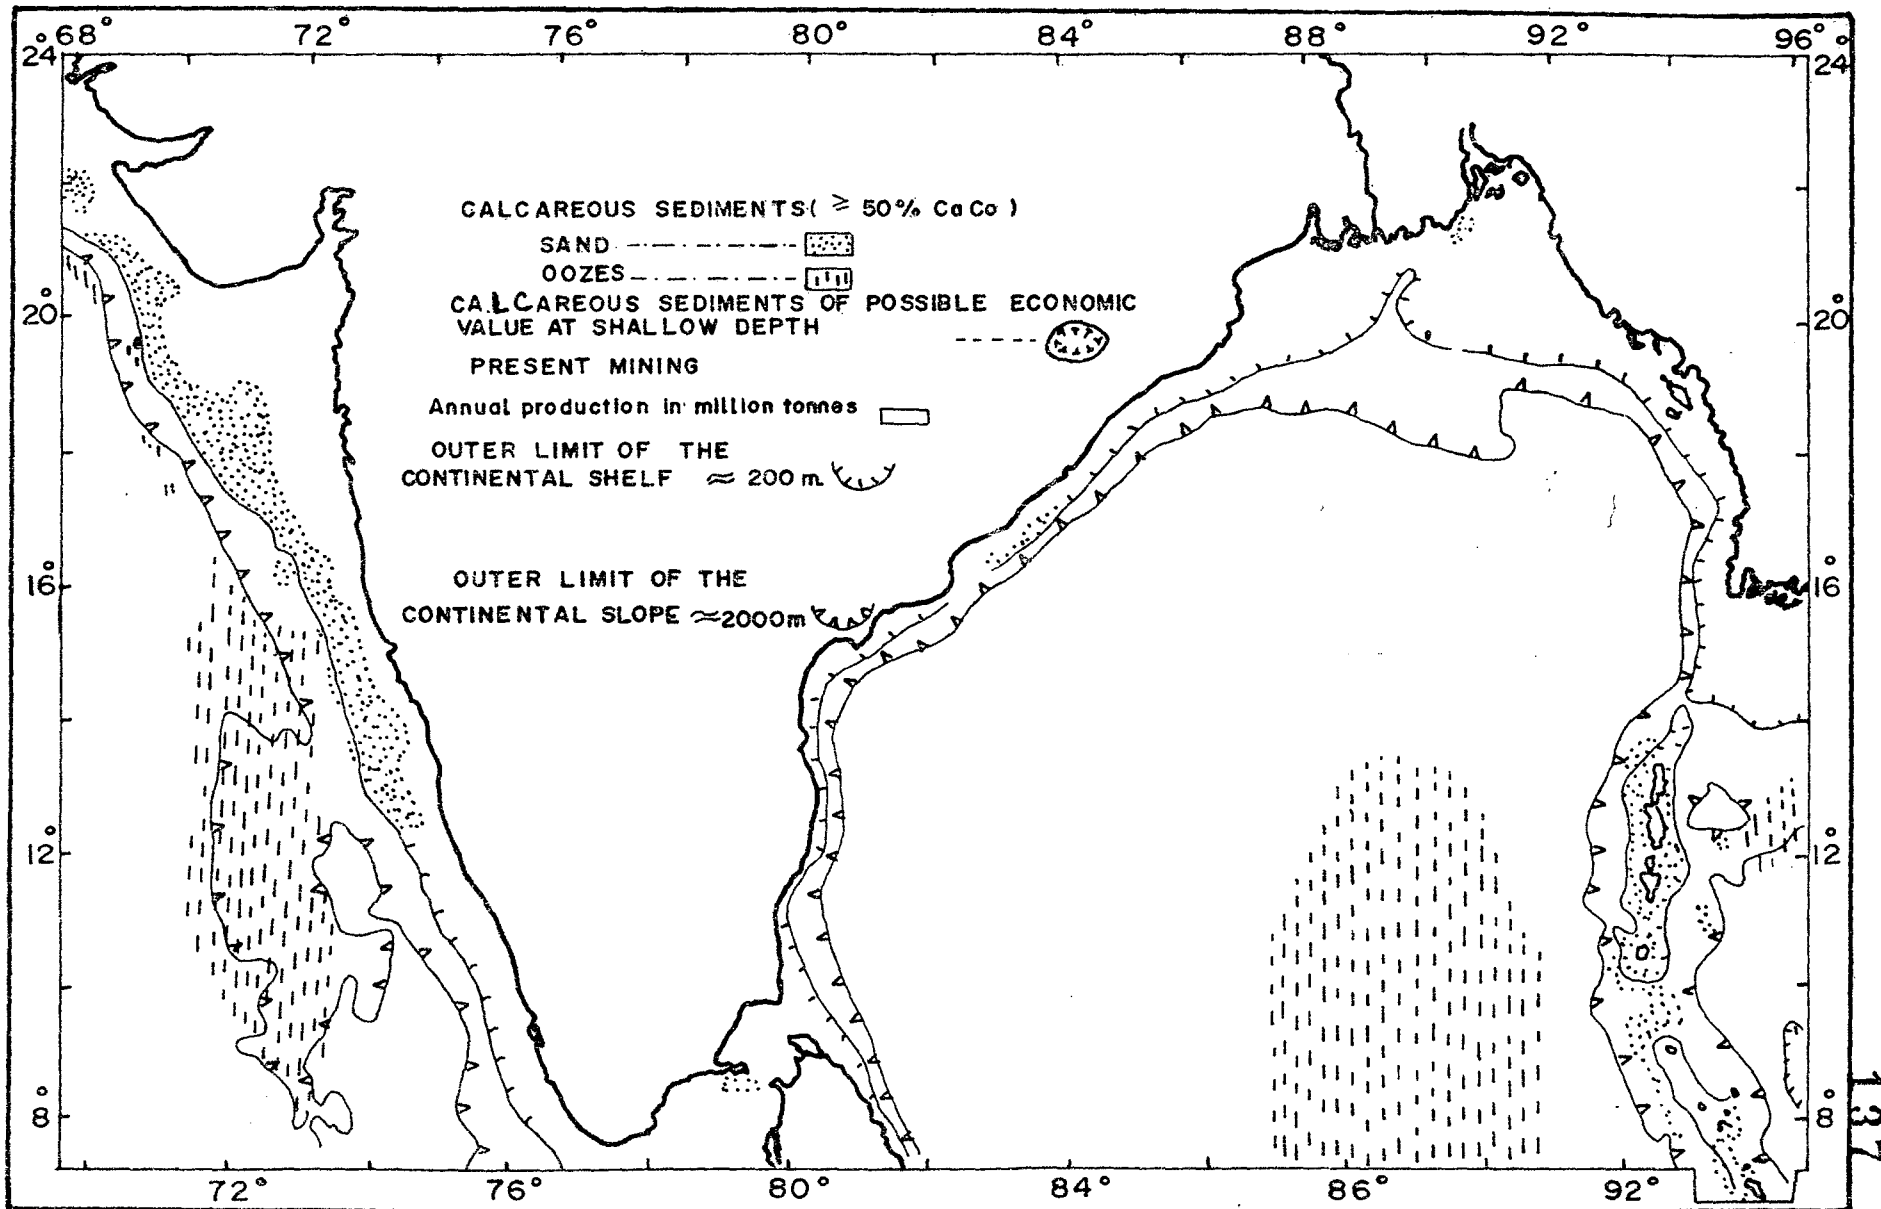 °68° 72° 76° 80° 84° 88° 92° 96°
24 24
CALCAREOUS SEDIMENTS ( ≥ 50% CaCo )
SAND
OOZES
CALCAREOUS SEDIMENTS OF POSSIBLE ECONOMIC
VALUE AT SHALLOW DEPTH
20° 20°
PRESENT MINING
Annual production in million tonnes
OUTER LIMIT OF THE
CONTINENTAL SHELF ≈ 200 m
16° 16°
OUTER LIMIT OF THE
CONTINENTAL SLOPE ≈2000m
12° 12°
8° 8°
72° 76° 80° 84° 86° 92°
137